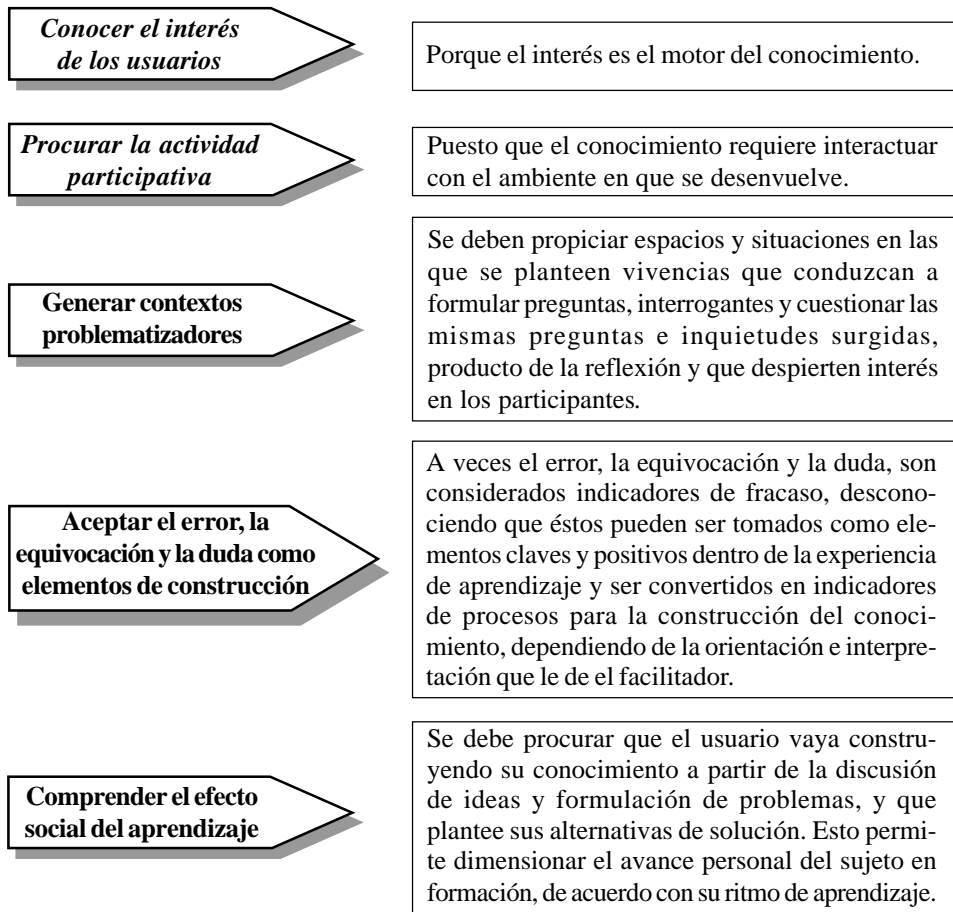 Conocer el interés
de los usuarios
Porque el interés es el motor del conocimiento.
Procurar la actividad
participativa
Puesto que el conocimiento requiere interactuar
con el ambiente en que se desenvuelve.
Generar contextos
problematizadores
Se deben propiciar espacios y situaciones en las
que se planteen vivencias que conduzcan a
formular preguntas, interrogantes y cuestionar las
mismas preguntas e inquietudes surgidas,
producto de la reflexión y que despierten interés
en los participantes.
Aceptar el error, la
equivocación y la duda como
elementos de construcción
A veces el error, la equivocación y la duda, son
considerados indicadores de fracaso, descono-
ciendo que éstos pueden ser tomados como ele-
mentos claves y positivos dentro de la experiencia
de aprendizaje y ser convertidos en indicadores
de procesos para la construcción del conoci-
miento, dependiendo de la orientación e interpre-
tación que le de el facilitador.
Comprender el efecto
social del aprendizaje
Se debe procurar que el usuario vaya constru-
yendo su conocimiento a partir de la discusión
de ideas y formulación de problemas, y que
plantee sus alternativas de solución. Esto permi-
te dimensionar el avance personal del sujeto en
formación, de acuerdo con su ritmo de aprendizaje.